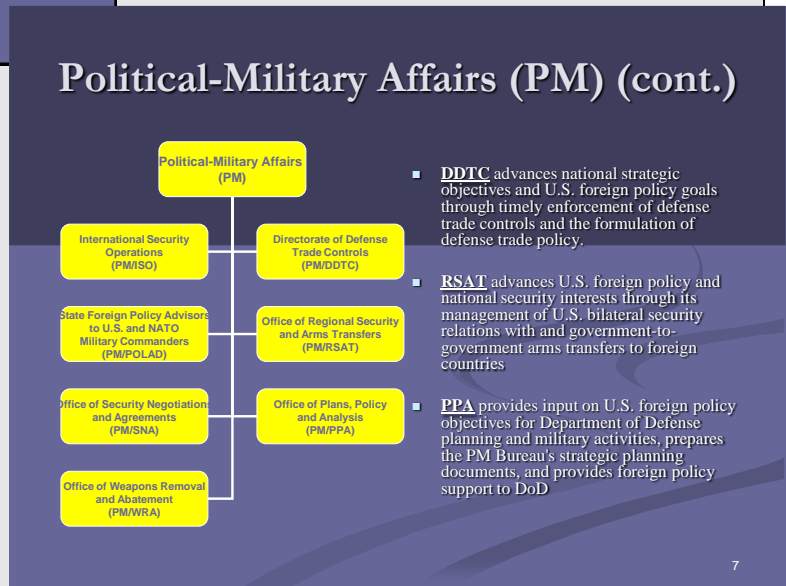 Political-Military Affairs (PM) (cont.)
Political-Military Affairs
(PM)
International Security
Operations
(PM/ISO)
Directorate of Defense
Trade Controls
(PM/DDTC)
State Foreign Policy Advisors
to U.S. and NATO
Military Commanders
(PM/POLAD)
Office of Regional Security
and Arms Transfers
(PM/RSAT)
Office of Security Negotiations
and Agreements
(PM/SNA)
Office of Plans, Policy
and Analysis
(PM/PPA)
Office of Weapons Removal
and Abatement
(PM/WRA)
DDTC advances national strategic
objectives and U.S. foreign policy goals
through timely enforcement of defense
trade controls and the formulation of
defense trade policy.
RSAT advances U.S. foreign policy and
national security interests through its
management of U.S. bilateral security
relations with and government-to-
government arms transfers to foreign
countries
PPA provides input on U.S. foreign policy
objectives for Department of Defense
planning and military activities, prepares
the PM Bureau's strategic planning
documents, and provides foreign policy
support to DoD
7